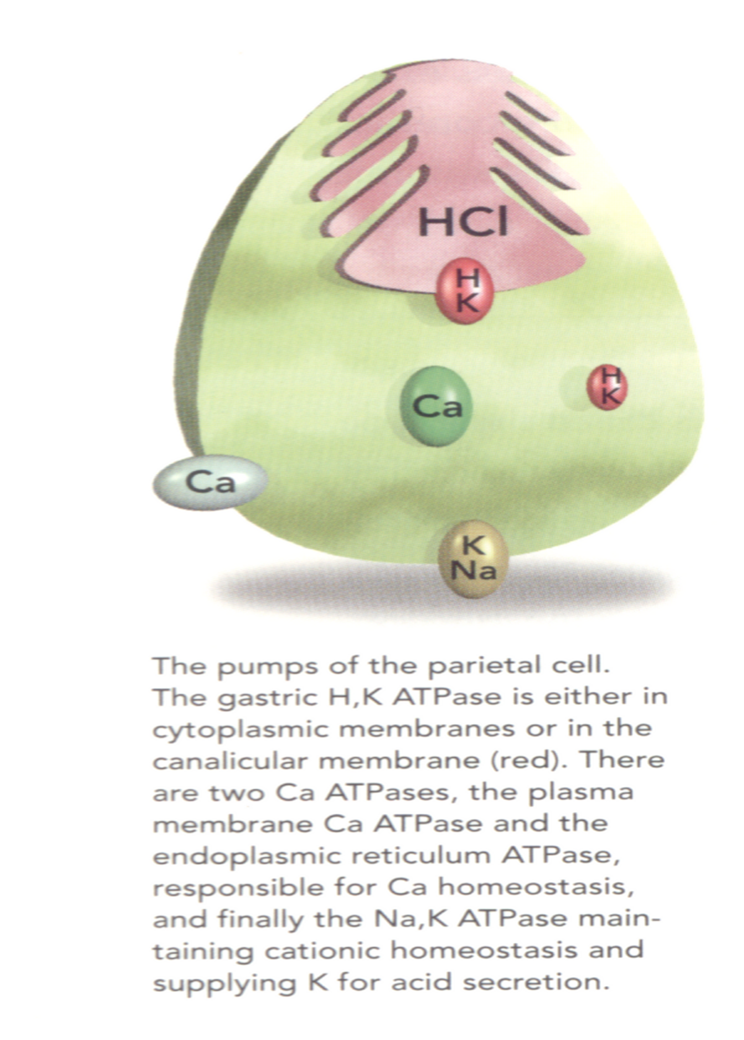 HCl
H
K
H
K
Ca
Ca
K
Na
The pumps of the parietal cell.
The gastric H,K ATPase is either in
cytoplasmic membranes or in the
canalicular membrane (red). There
are two Ca ATPases, the plasma
membrane Ca ATPase and the
endoplasmic reticulum ATPase,
responsible for Ca homeostasis,
and finally the Na,K ATPase main-
taining cationic homeostasis and
supplying K for acid secretion.